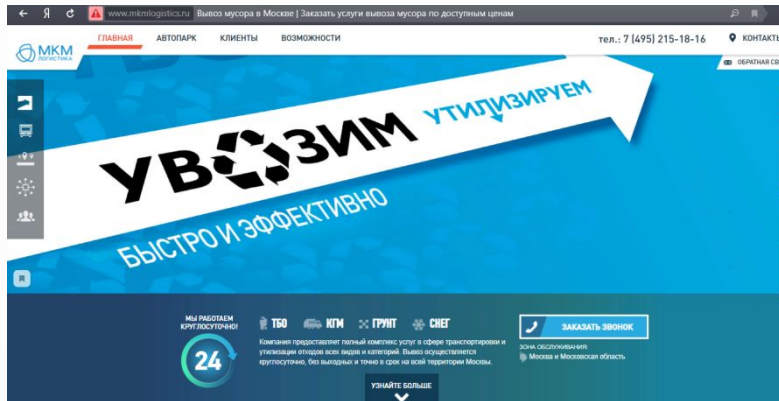 Я www.mkmlogistics.ru Вывоз мусора в Москве | Заказать услуги вывоза мусора по доступным ценам
МКМ
ЛОГИСТИКА
ГЛАВНАЯ АВТОПАРК КЛИЕНТЫ ВОЗМОЖНОСТИ тел.: 7 (495) 215-18-16 КОНТАКТЫ
ОБРАТНАЯ СВ
УВОЗИМ УТИЛИЗИРУЕМ
БЫСТРО И ЭФФЕКТИВНО
МЫ РАБОТАЕМ
КРУГЛОСУТОЧНО!
24
ТБО КГМ ГРУНТ СНЕГ
Компания предоставляет полный комплекс услуг в сфере транспортировки и
утилизации отходов всех видов и категорий. Вывоз осуществляется
круглосуточно, без выходных и точно в срок на всей территории Москвы.
ЗАКАЗАТЬ ЗВОНОК
ЗОНА ОБСЛУЖИВАНИЯ:
Москва и Московская область
УЗНАЙТЕ БОЛЬШЕ